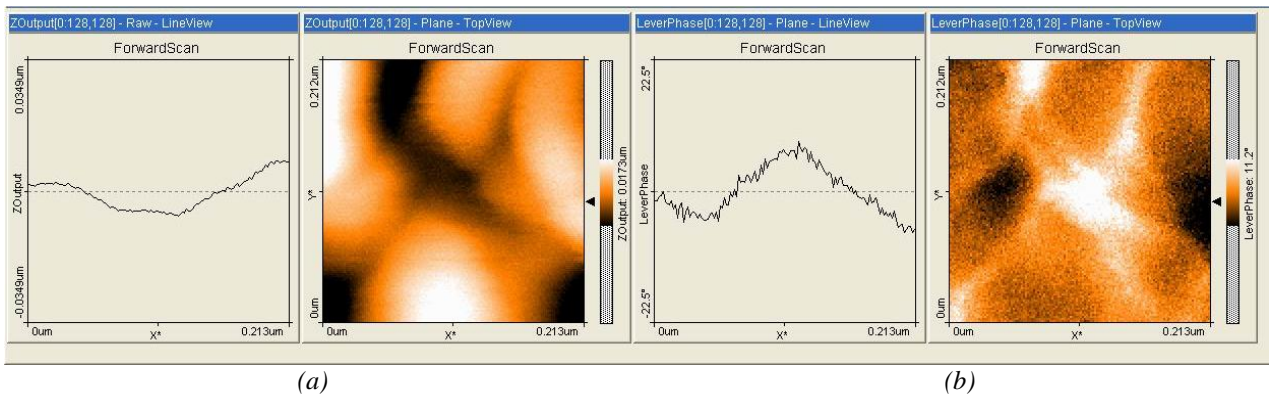 ZOutput[0:128,128] - Raw - LineView
ForwardScan
0.0349um
ZOutput
-0.0349um
0um
X*
0.213um
ZOutput[0:128,128] - Plane - TopView
ForwardScan
0.212um
Y*
0um
0um
X*
0.213um
ZOutput: 0.0173um
LeverPhase[0:128,128] - Plane - LineView
ForwardScan
22.5°
LeverPhase
-22.5°
0um
X*
0.213um
LeverPhase[0:128,128] - Plane - TopView
ForwardScan
0.212um
Y*
0um
0um
X*
0.213um
LeverPhase: 11.2°
(a)
(b)